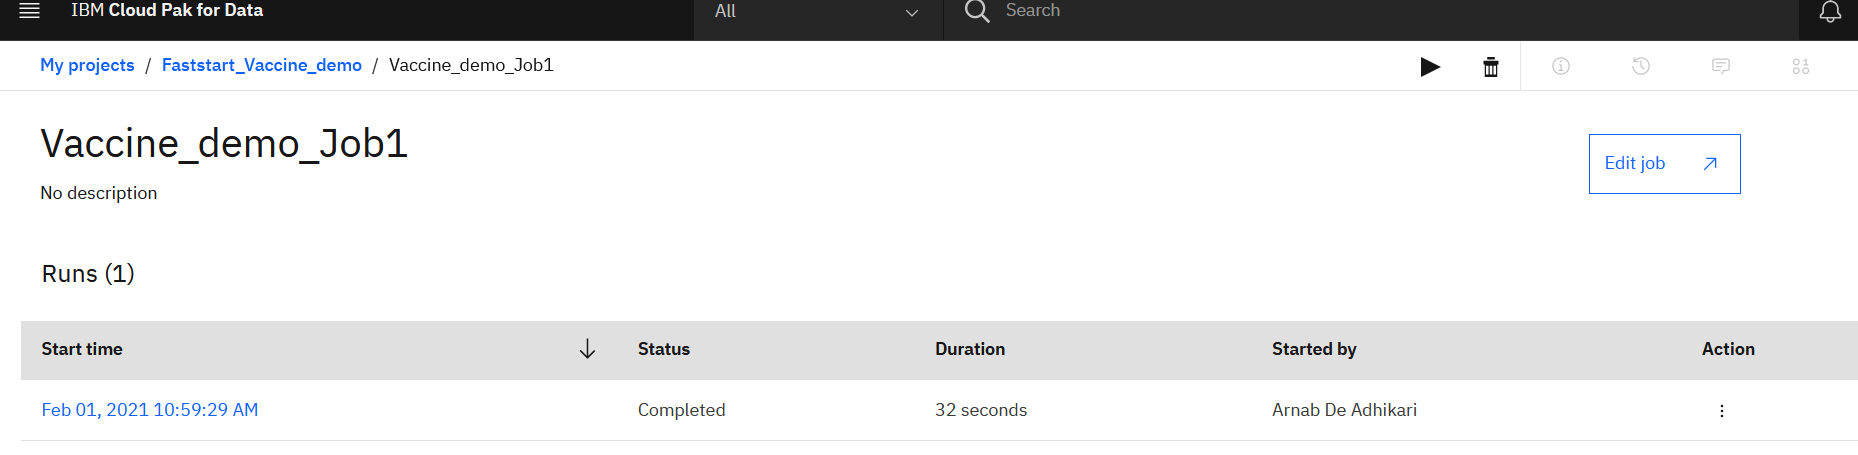 IBM Cloud Pak for Data All Search
My projects / Faststart_Vaccine_demo / Vaccine_demo_Job1
Vaccine_demo_Job1
Edit job
No description
Runs (1)
Start time Status Duration Started by Action
Feb 01, 2021 10:59:29 AM Completed 32 seconds Arnab De Adhikari